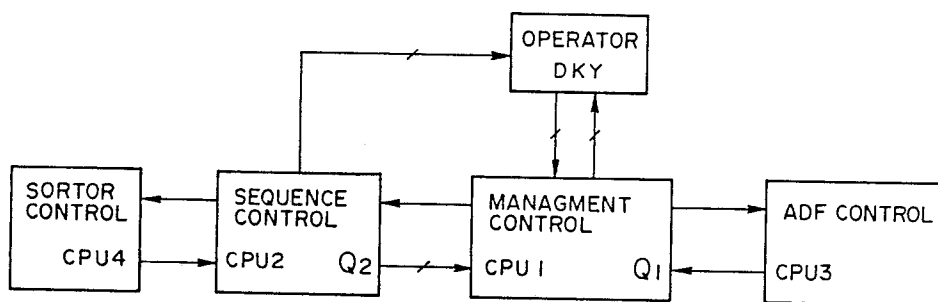 OPERATOR
DKY
SORTOR
CONTROL
CPU4
SEQUENCE
CONTROL
CPU2 Q2
MANAGMENT
CONTROL
CPU1 Q1
ADF CONTROL
CPU3